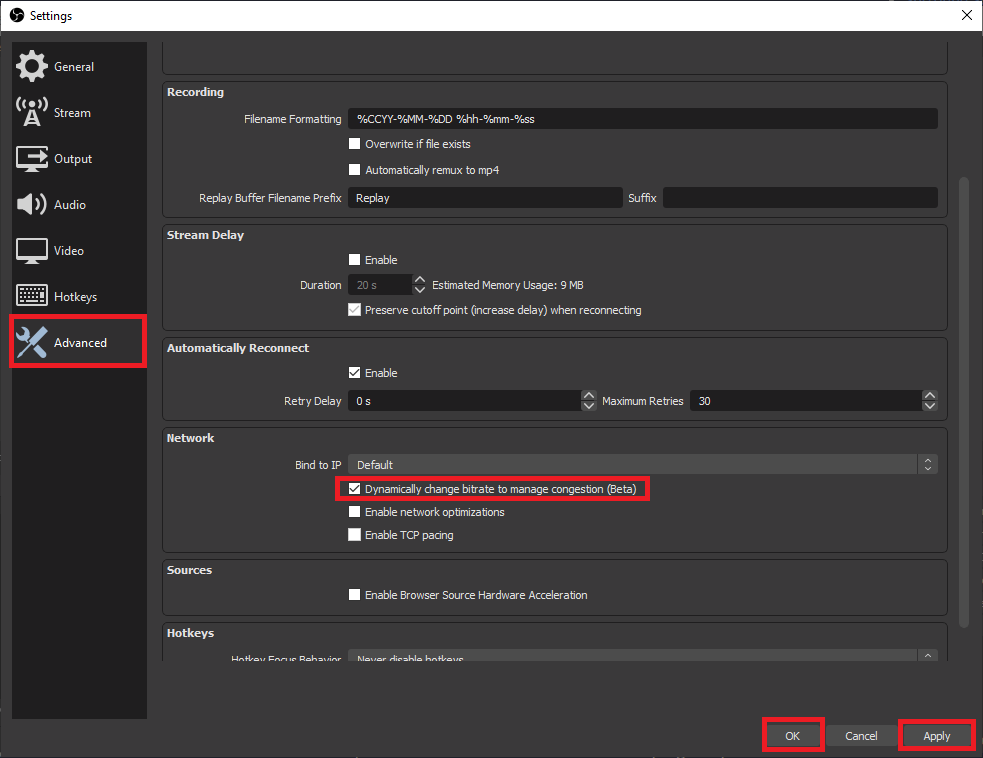 Settings
General
Stream
Output
Audio
Video
Hotkeys
Advanced
Recording
Filename Formatting %CCYY-%MM-%DD %hh-%mm-%ss
Overwrite if file exists
Automatically remux to mp4
Replay Buffer Filename Prefix Replay Suffix
Stream Delay
Enable
Duration 20 s Estimated Memory Usage: 9 MB
Preserve cutoff point (increase delay) when reconnecting
Automatically Reconnect
Enable
Retry Delay 0 s Maximum Retries 30
Network
Bind to IP Default
Dynamically change bitrate to manage congestion (Beta)
Enable network optimizations
Enable TCP pacing
Sources
Enable Browser Source Hardware Acceleration
Hotkeys
Hotkey Focus Behavior Never disable hotkeys
OK Cancel Apply